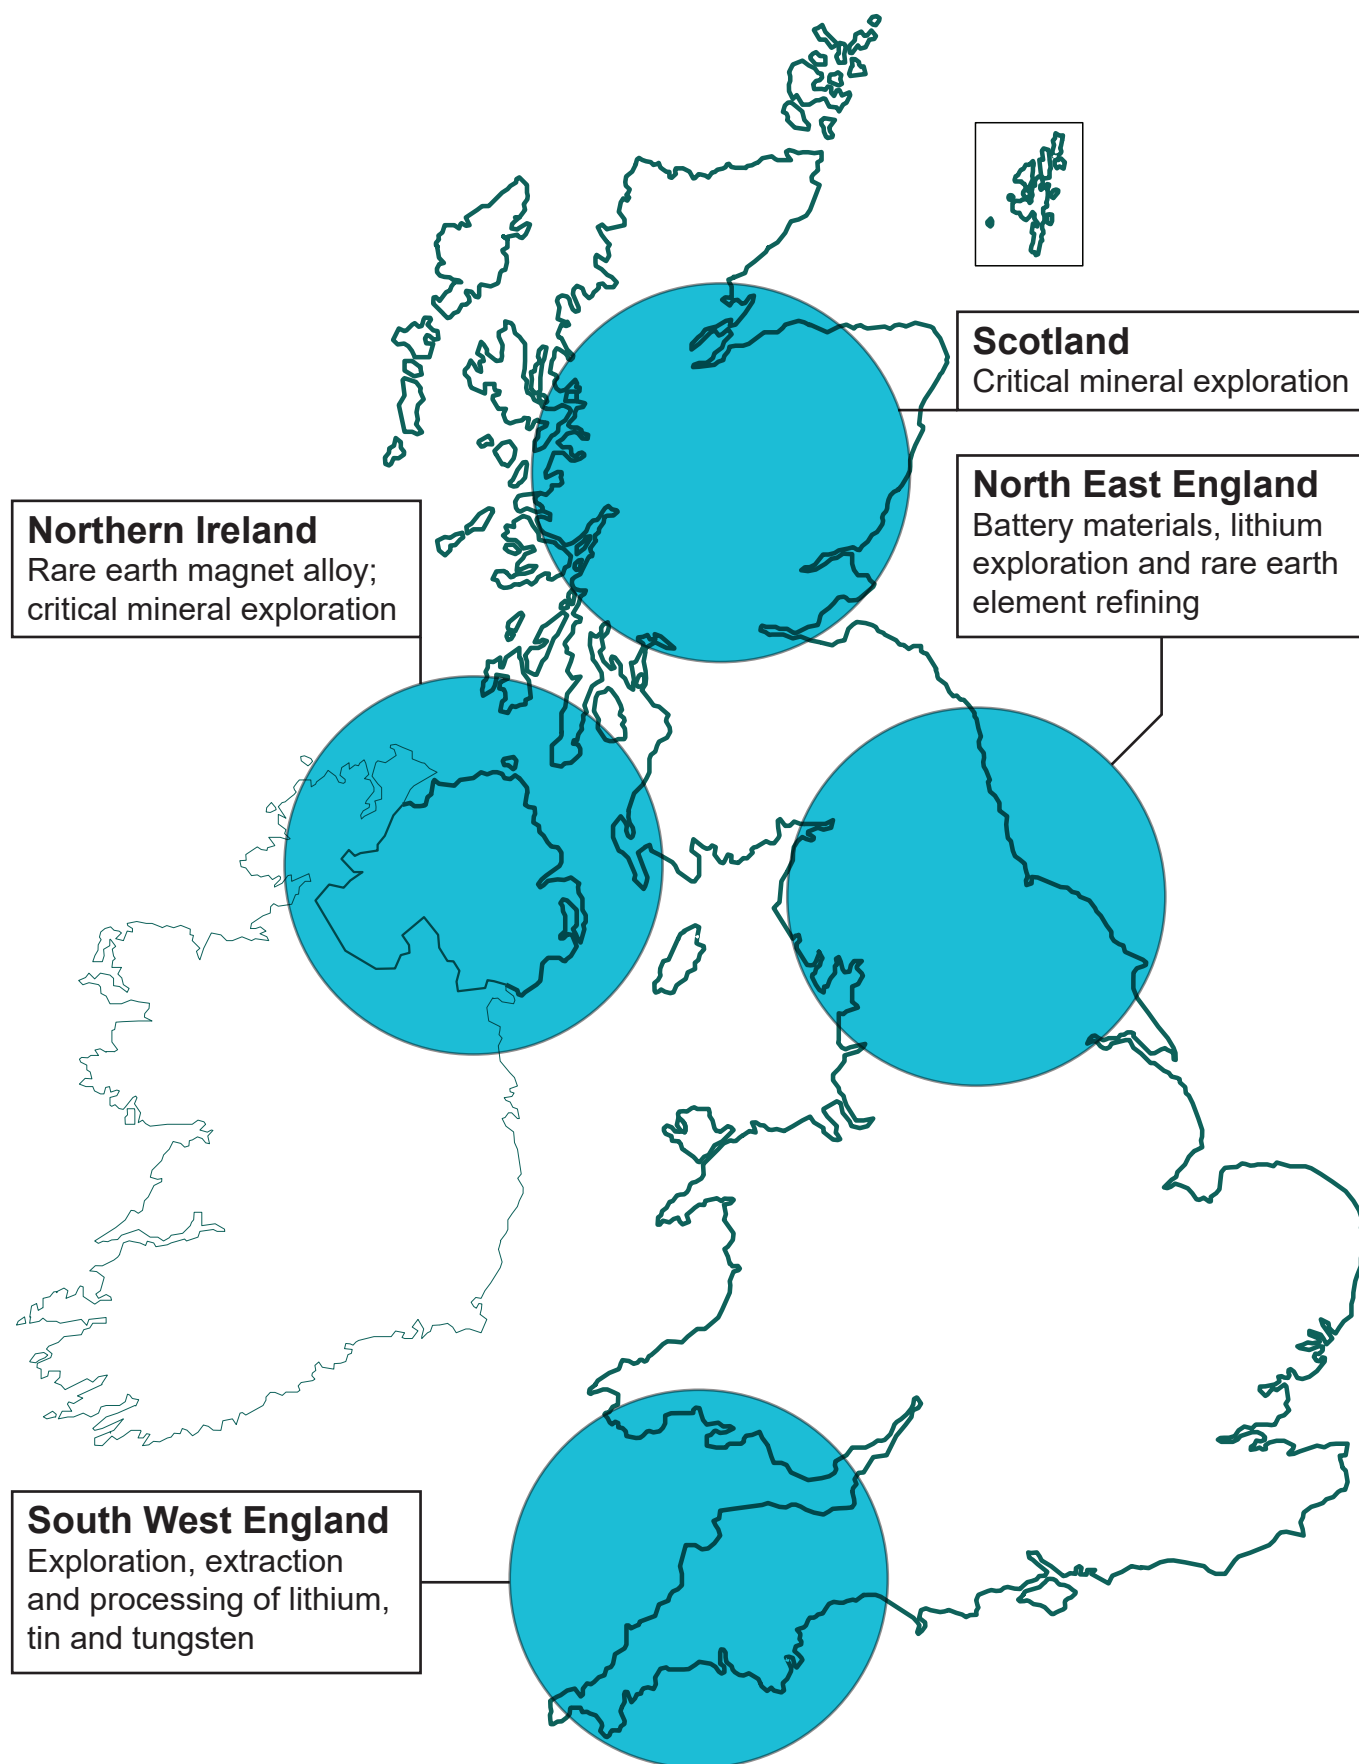 Scotland
Critical mineral exploration
North East England
Battery materials, lithium
exploration and rare earth
element refining
Northern Ireland
Rare earth magnet alloy;
critical mineral exploration
South West England
Exploration, extraction
and processing of lithium,
tin and tungsten